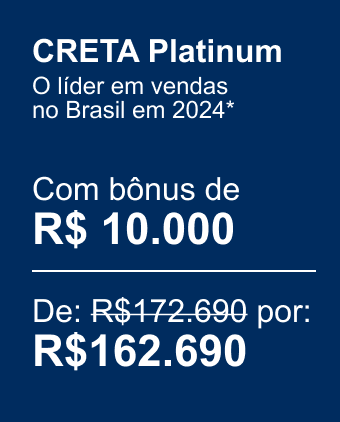 CRETA Platinum
O líder em vendas
no Brasil em 2024*
Com bônus de
R$ 10.000
De: R$172.690 por:
R$162.690